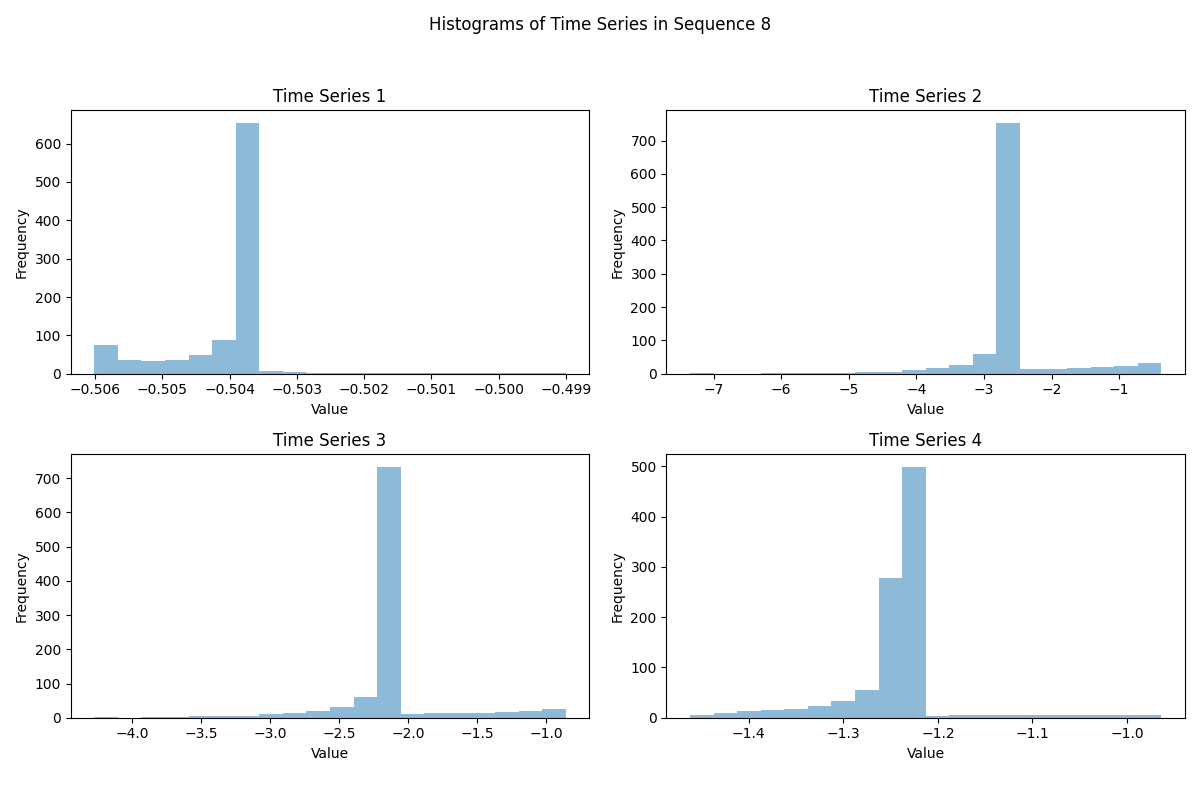 Histograms of Time Series in Sequence 8
Time Series 1
Frequency
600
500
400
300
200
100
0
−0.506 −0.505 −0.504 −0.503 −0.502 −0.501 −0.500 −0.499
Value
Time Series 2
Frequency
700
600
500
400
300
200
100
0
−7 −6 −5 −4 −3 −2 −1
Value
Time Series 3
Frequency
700
600
500
400
300
200
100
0
−4.0 −3.5 −3.0 −2.5 −2.0 −1.5 −1.0
Value
Time Series 4
Frequency
500
400
300
200
100
0
−1.4 −1.3 −1.2 −1.1 −1.0
Value